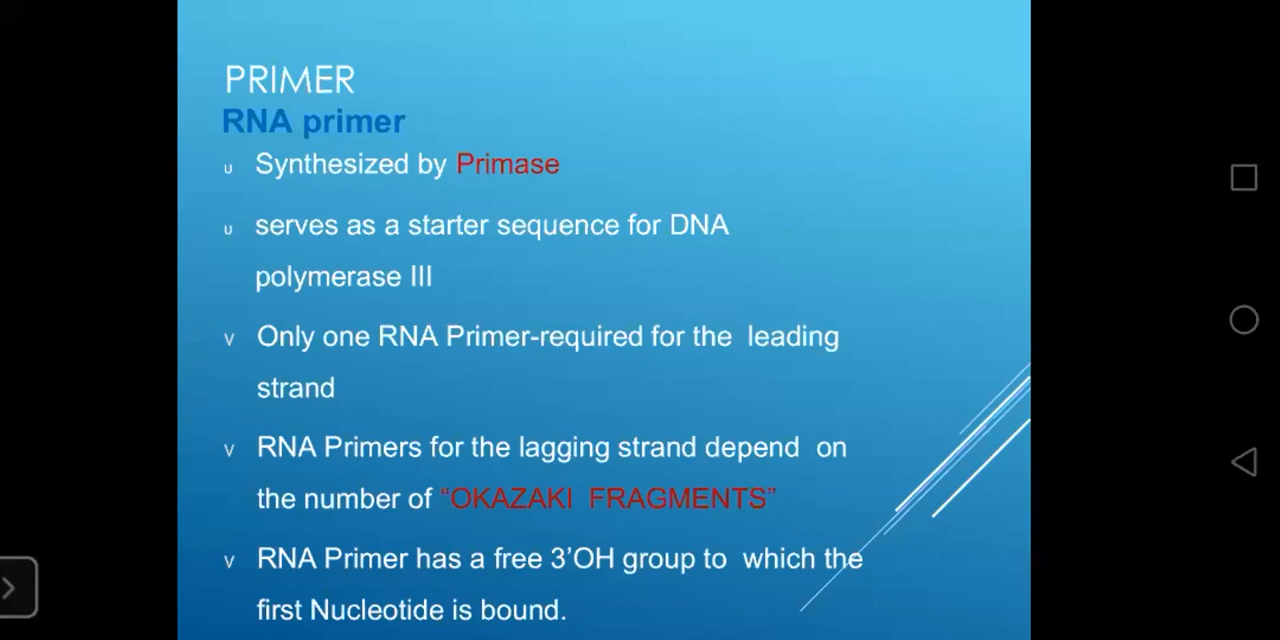 PRIMER
RNA primer
υ Synthesized by Primase
υ serves as a starter sequence for DNA
polymerase III
v Only one RNA Primer-required for the leading
strand
v RNA Primers for the lagging strand depend on
the number of “OKAZAKI FRAGMENTS”
v RNA Primer has a free 3’OH group to which the
first Nucleotide is bound.